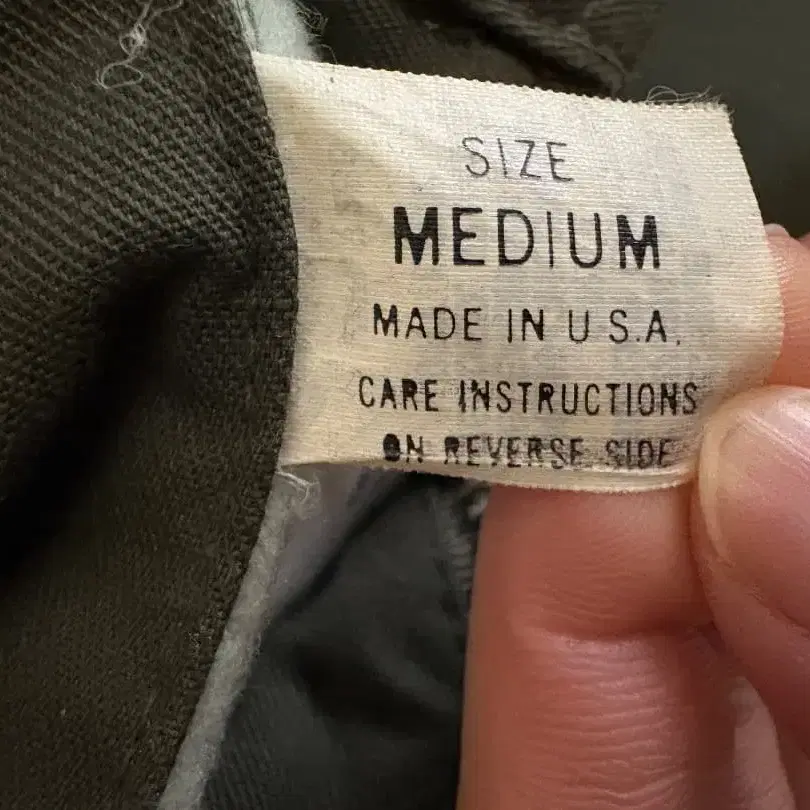 SIZE
MEDIUM
MADE IN U.S.A.
CARE INSTRUCTIONS
ON REVERSE SIDE